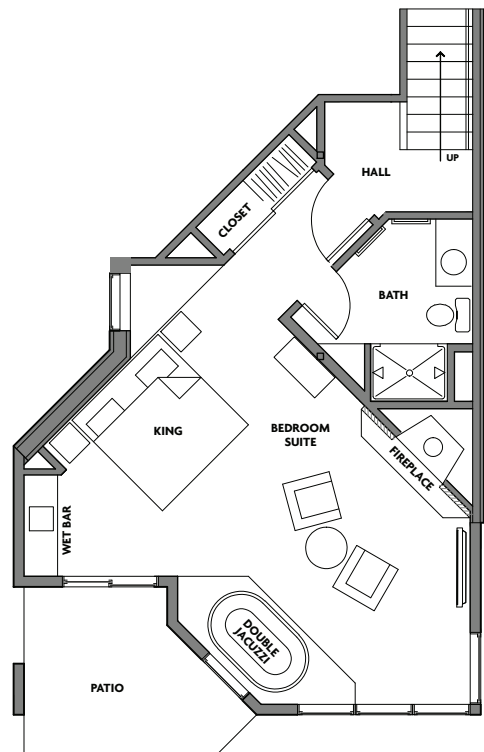 UP
HALL
CLOSET
BATH
KING
BEDROOM
SUITE
FIREPLACE
WET BAR
DOUBLE
JACUZZI
PATIO